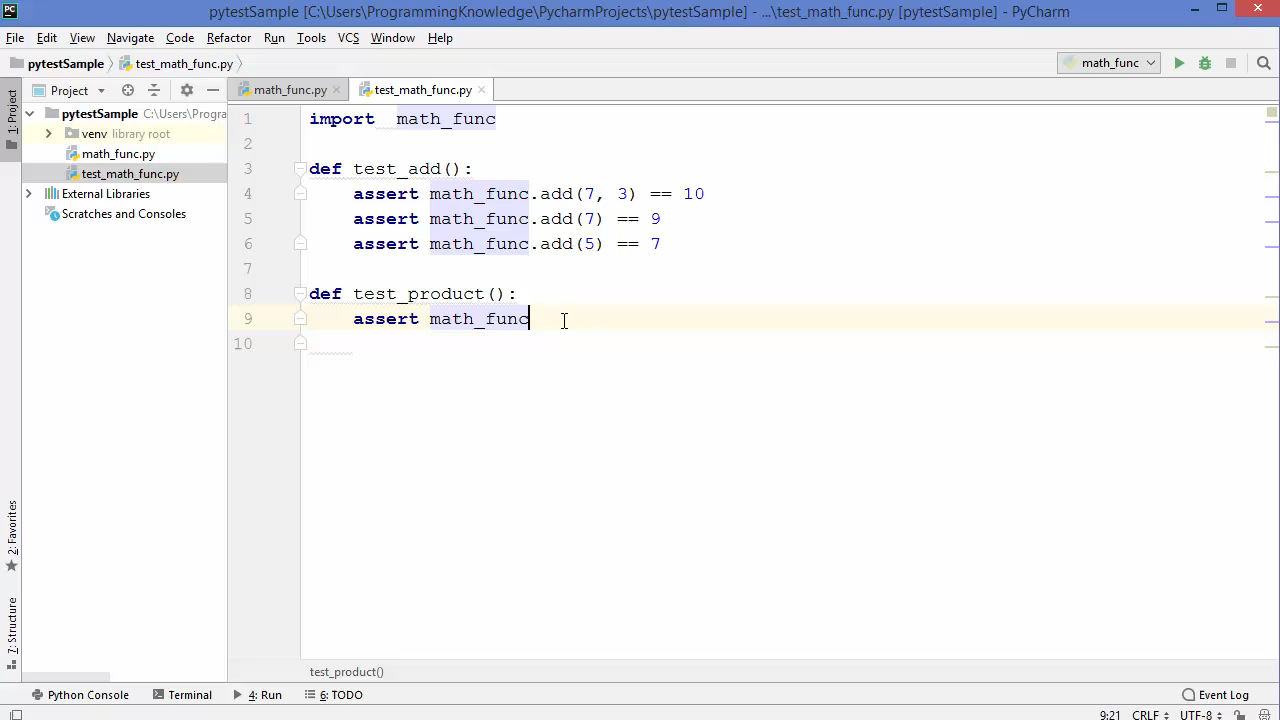 PC pytestSample [C:\Users\ProgrammingKnowledge\PycharmProjects\pytestSample] - ...\test_math_func.py [pytestSample] - PyCharm
File Edit View Navigate Code Refactor Run Tools VCS Window Help
pytestSample test_math_func.py math_func
1: Project
Project
math_func.py test_math_func.py
pytestSample C:\Users\Progra
venv library root
math_func.py
test_math_func.py
External Libraries
Scratches and Consoles
1 import  math_func
2
3 def test_add():
4     assert math_func.add(7, 3) == 10
5     assert math_func.add(7) == 9
6     assert math_func.add(5) == 7
7
8 def test_product():
9     assert math_func
10
2: Favorites
7: Structure
test_product()
Python Console Terminal 4: Run 6: TODO Event Log
9:21 CRLF UTF-8